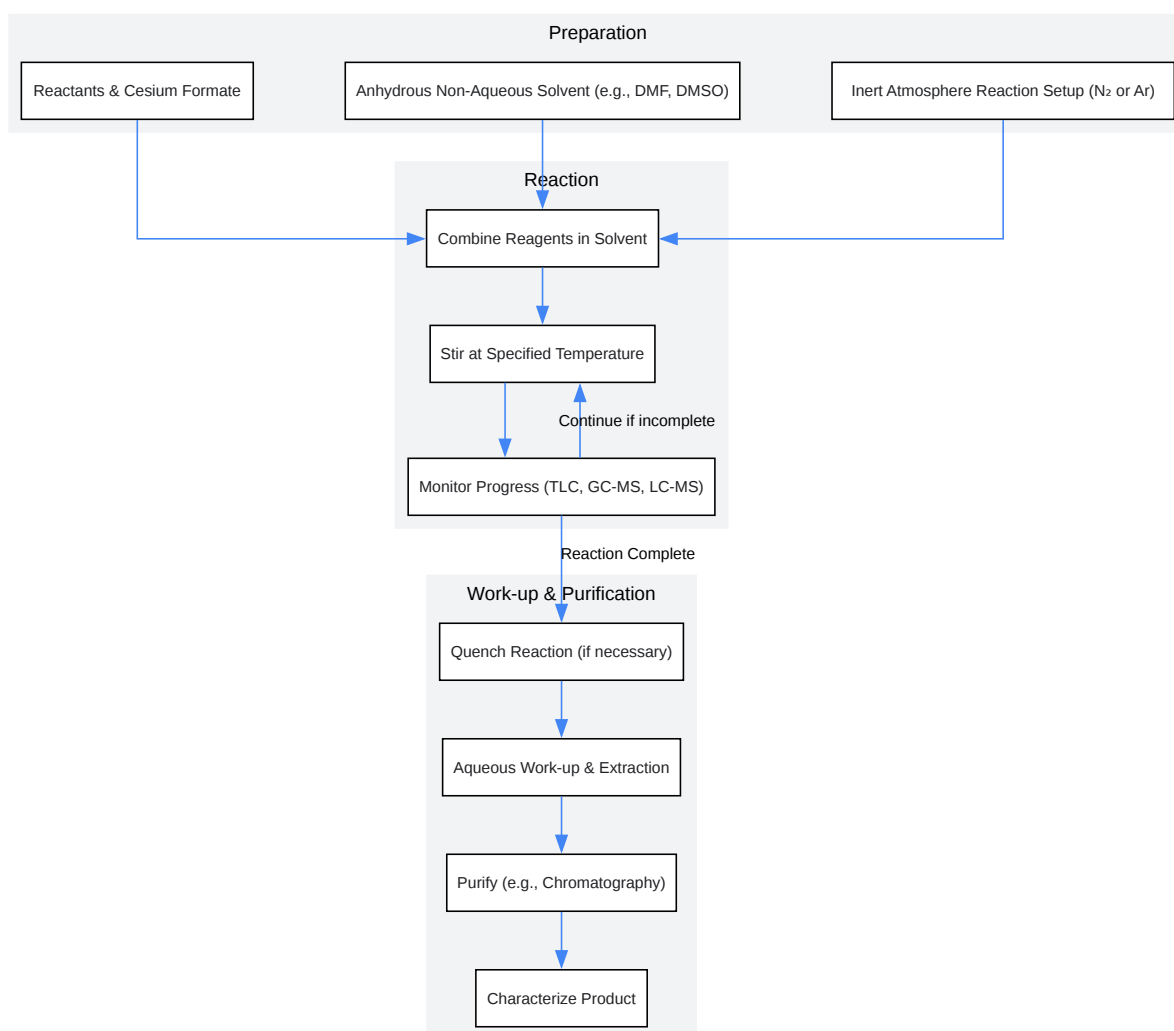 Preparation
Reactants & Cesium Formate
Anhydrous Non-Aqueous Solvent (e.g., DMF, DMSO)
Inert Atmosphere Reaction Setup (N₂ or Ar)
Reaction
Combine Reagents in Solvent
Stir at Specified Temperature
Continue if incomplete
Monitor Progress (TLC, GC-MS, LC-MS)
Reaction Complete
Work-up & Purification
Quench Reaction (if necessary)
Aqueous Work-up & Extraction
Purify (e.g., Chromatography)
Characterize Product